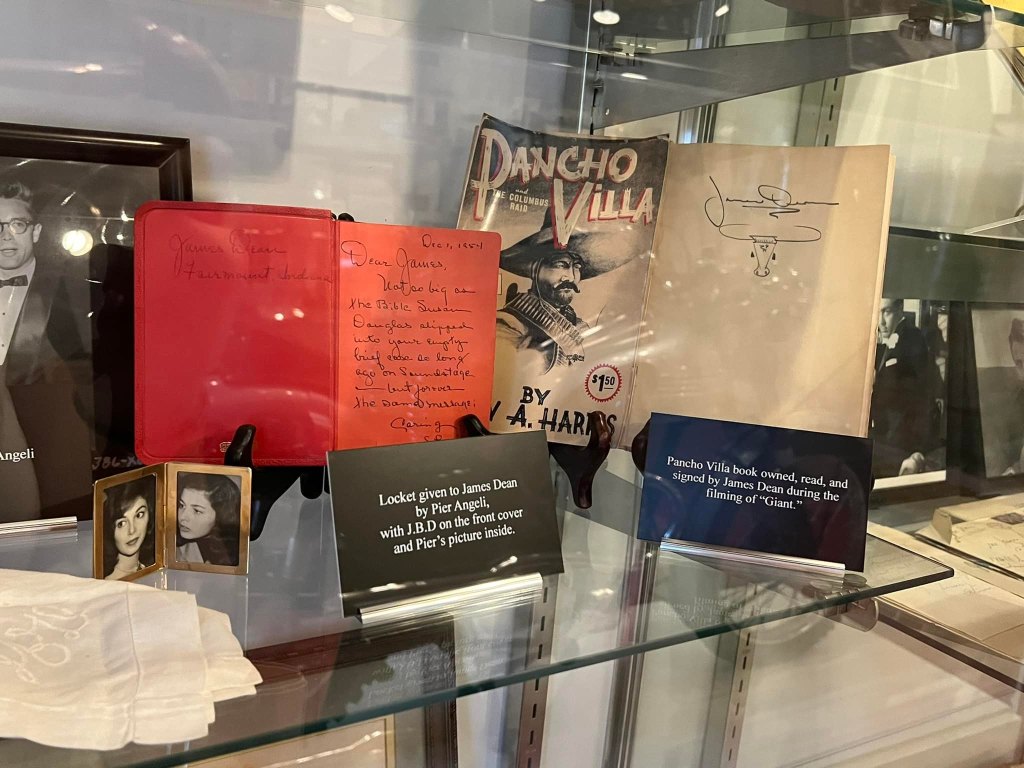 Angeli
James Dean
Fairmount, Indiana
Dec 1, 1954
Dear James,
Not so big as
the Bible Susan
Douglas slipped
into your empty
brief case so long
ago on Soundstage
— but forever
the same message:
Caring
PANCHO
and
THE COLUMBUS
RAID
VILLA
$1.50
BY
A. HARRIS
James Dean
Locket given to James Dean
by Pier Angeli,
with J.B.D on the front cover
and Pier's picture inside.
Pancho Villa book owned, read, and
signed by James Dean during the
filming of "Giant."